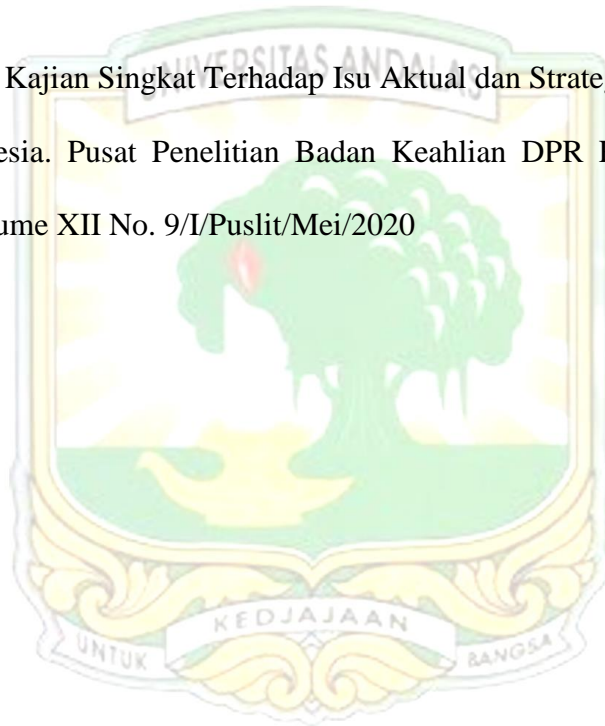 UNIVERSITAS ANDALAS
Kajian Singkat Terhadap Isu Aktual dan Strate
esia. Pusat Penelitian Badan Keahlian DPR
ume XII No. 9/I/Puslit/Mei/2020
KEDJAJAAN
UNTUK
BANGSA